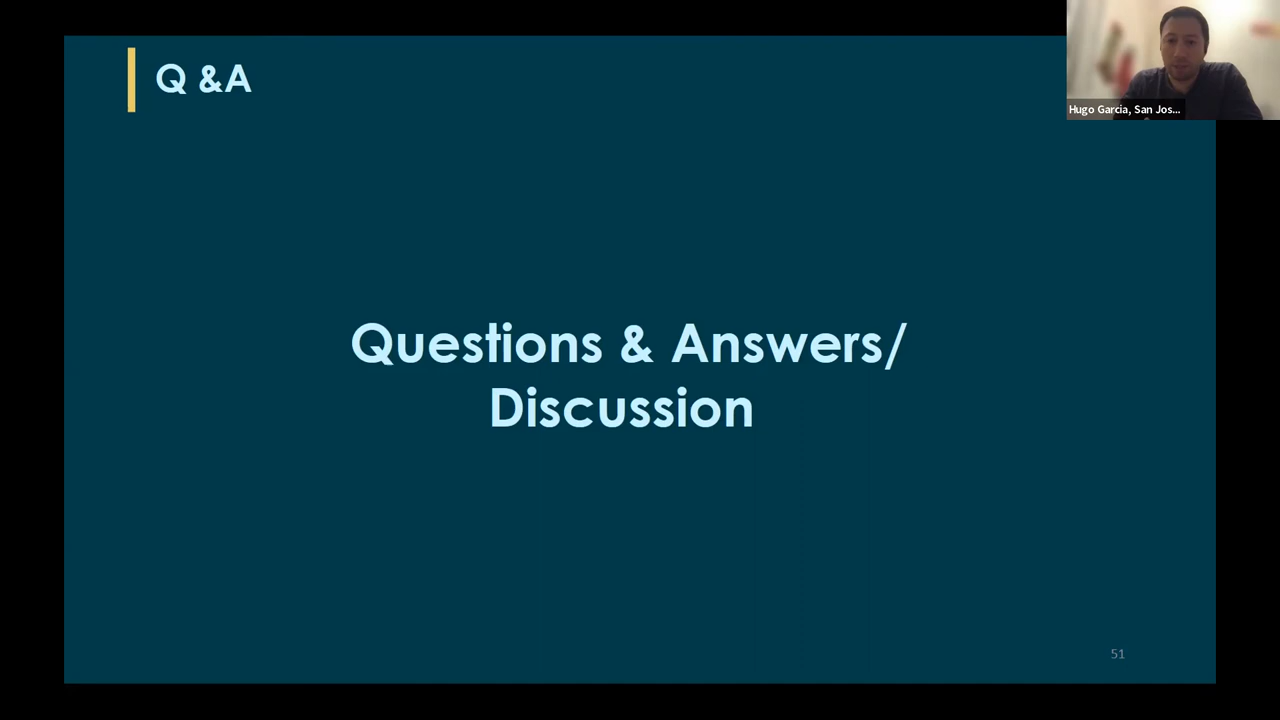 Q &A
Hugo Garcia, San Jos...
Questions & Answers/
Discussion
51